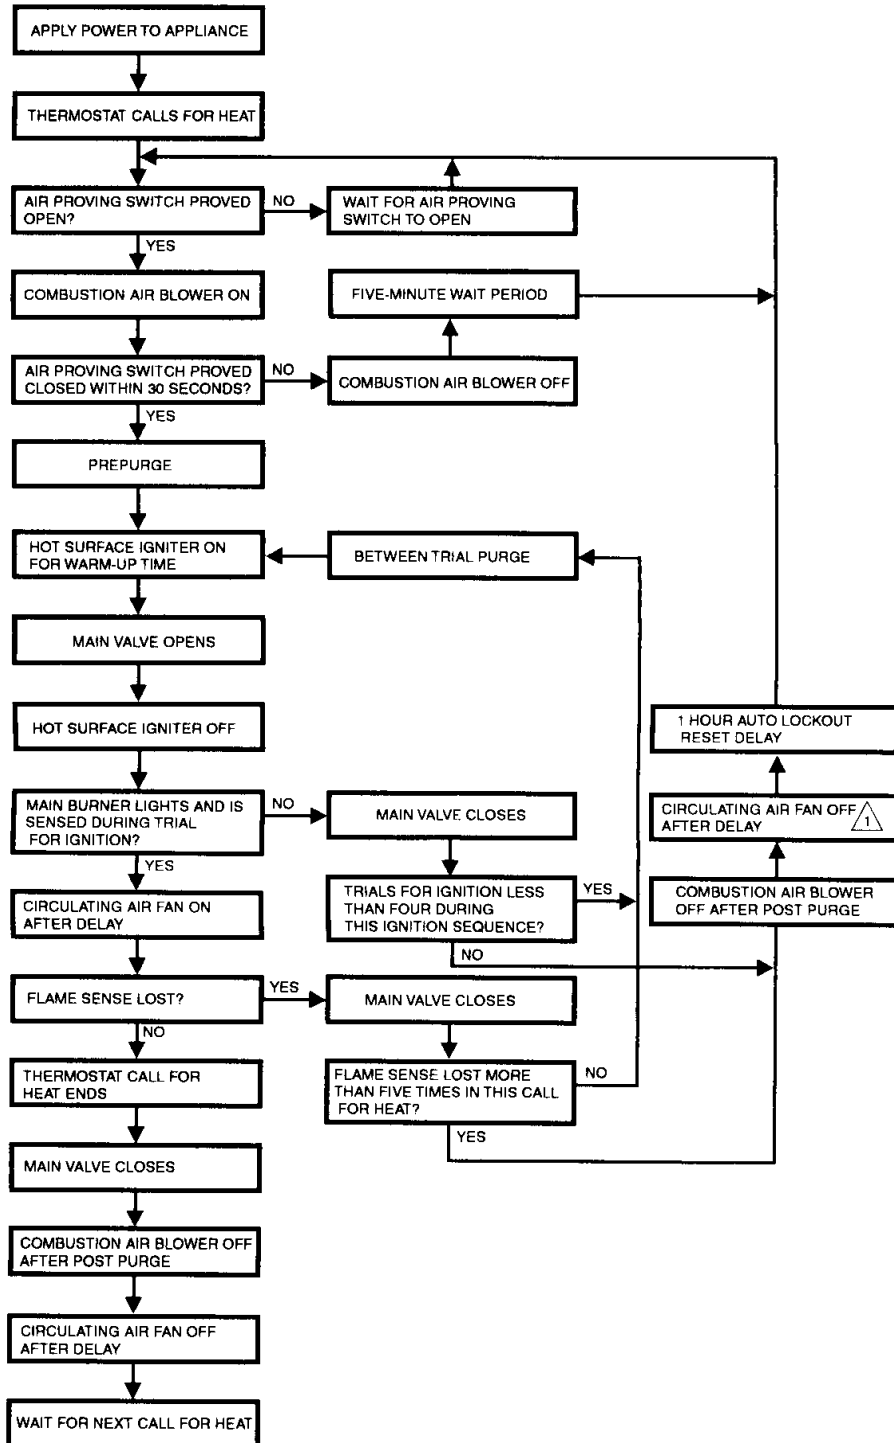 APPLY POWER TO APPLIANCE
THERMOSTAT CALLS FOR HEAT
AIR PROVING SWITCH PROVED
OPEN?
NO
WAIT FOR AIR PROVING
SWITCH TO OPEN
YES
COMBUSTION AIR BLOWER ON
FIVE-MINUTE WAIT PERIOD
AIR PROVING SWITCH PROVED
CLOSED WITHIN 30 SECONDS?
NO
COMBUSTION AIR BLOWER OFF
YES
PREPURGE
HOT SURFACE IGNITER ON
FOR WARM-UP TIME
BETWEEN TRIAL PURGE
MAIN VALVE OPENS
HOT SURFACE IGNITER OFF
1 HOUR AUTO LOCKOUT
RESET DELAY
MAIN BURNER LIGHTS AND IS
SENSED DURING TRIAL
FOR IGNITION?
NO
MAIN VALVE CLOSES
CIRCULATING AIR FAN OFF
AFTER DELAY
1
YES
CIRCULATING AIR FAN ON
AFTER DELAY
TRIALS FOR IGNITION LESS
THAN FOUR DURING
THIS IGNITION SEQUENCE?
YES
COMBUSTION AIR BLOWER
OFF AFTER POST PURGE
NO
FLAME SENSE LOST?
YES
MAIN VALVE CLOSES
NO
THERMOSTAT CALL FOR
HEAT ENDS
FLAME SENSE LOST MORE
THAN FIVE TIMES IN THIS CALL
FOR HEAT?
NO
YES
MAIN VALVE CLOSES
COMBUSTION AIR BLOWER OFF
AFTER POST PURGE
CIRCULATING AIR FAN OFF
AFTER DELAY
WAIT FOR NEXT CALL FOR HEAT